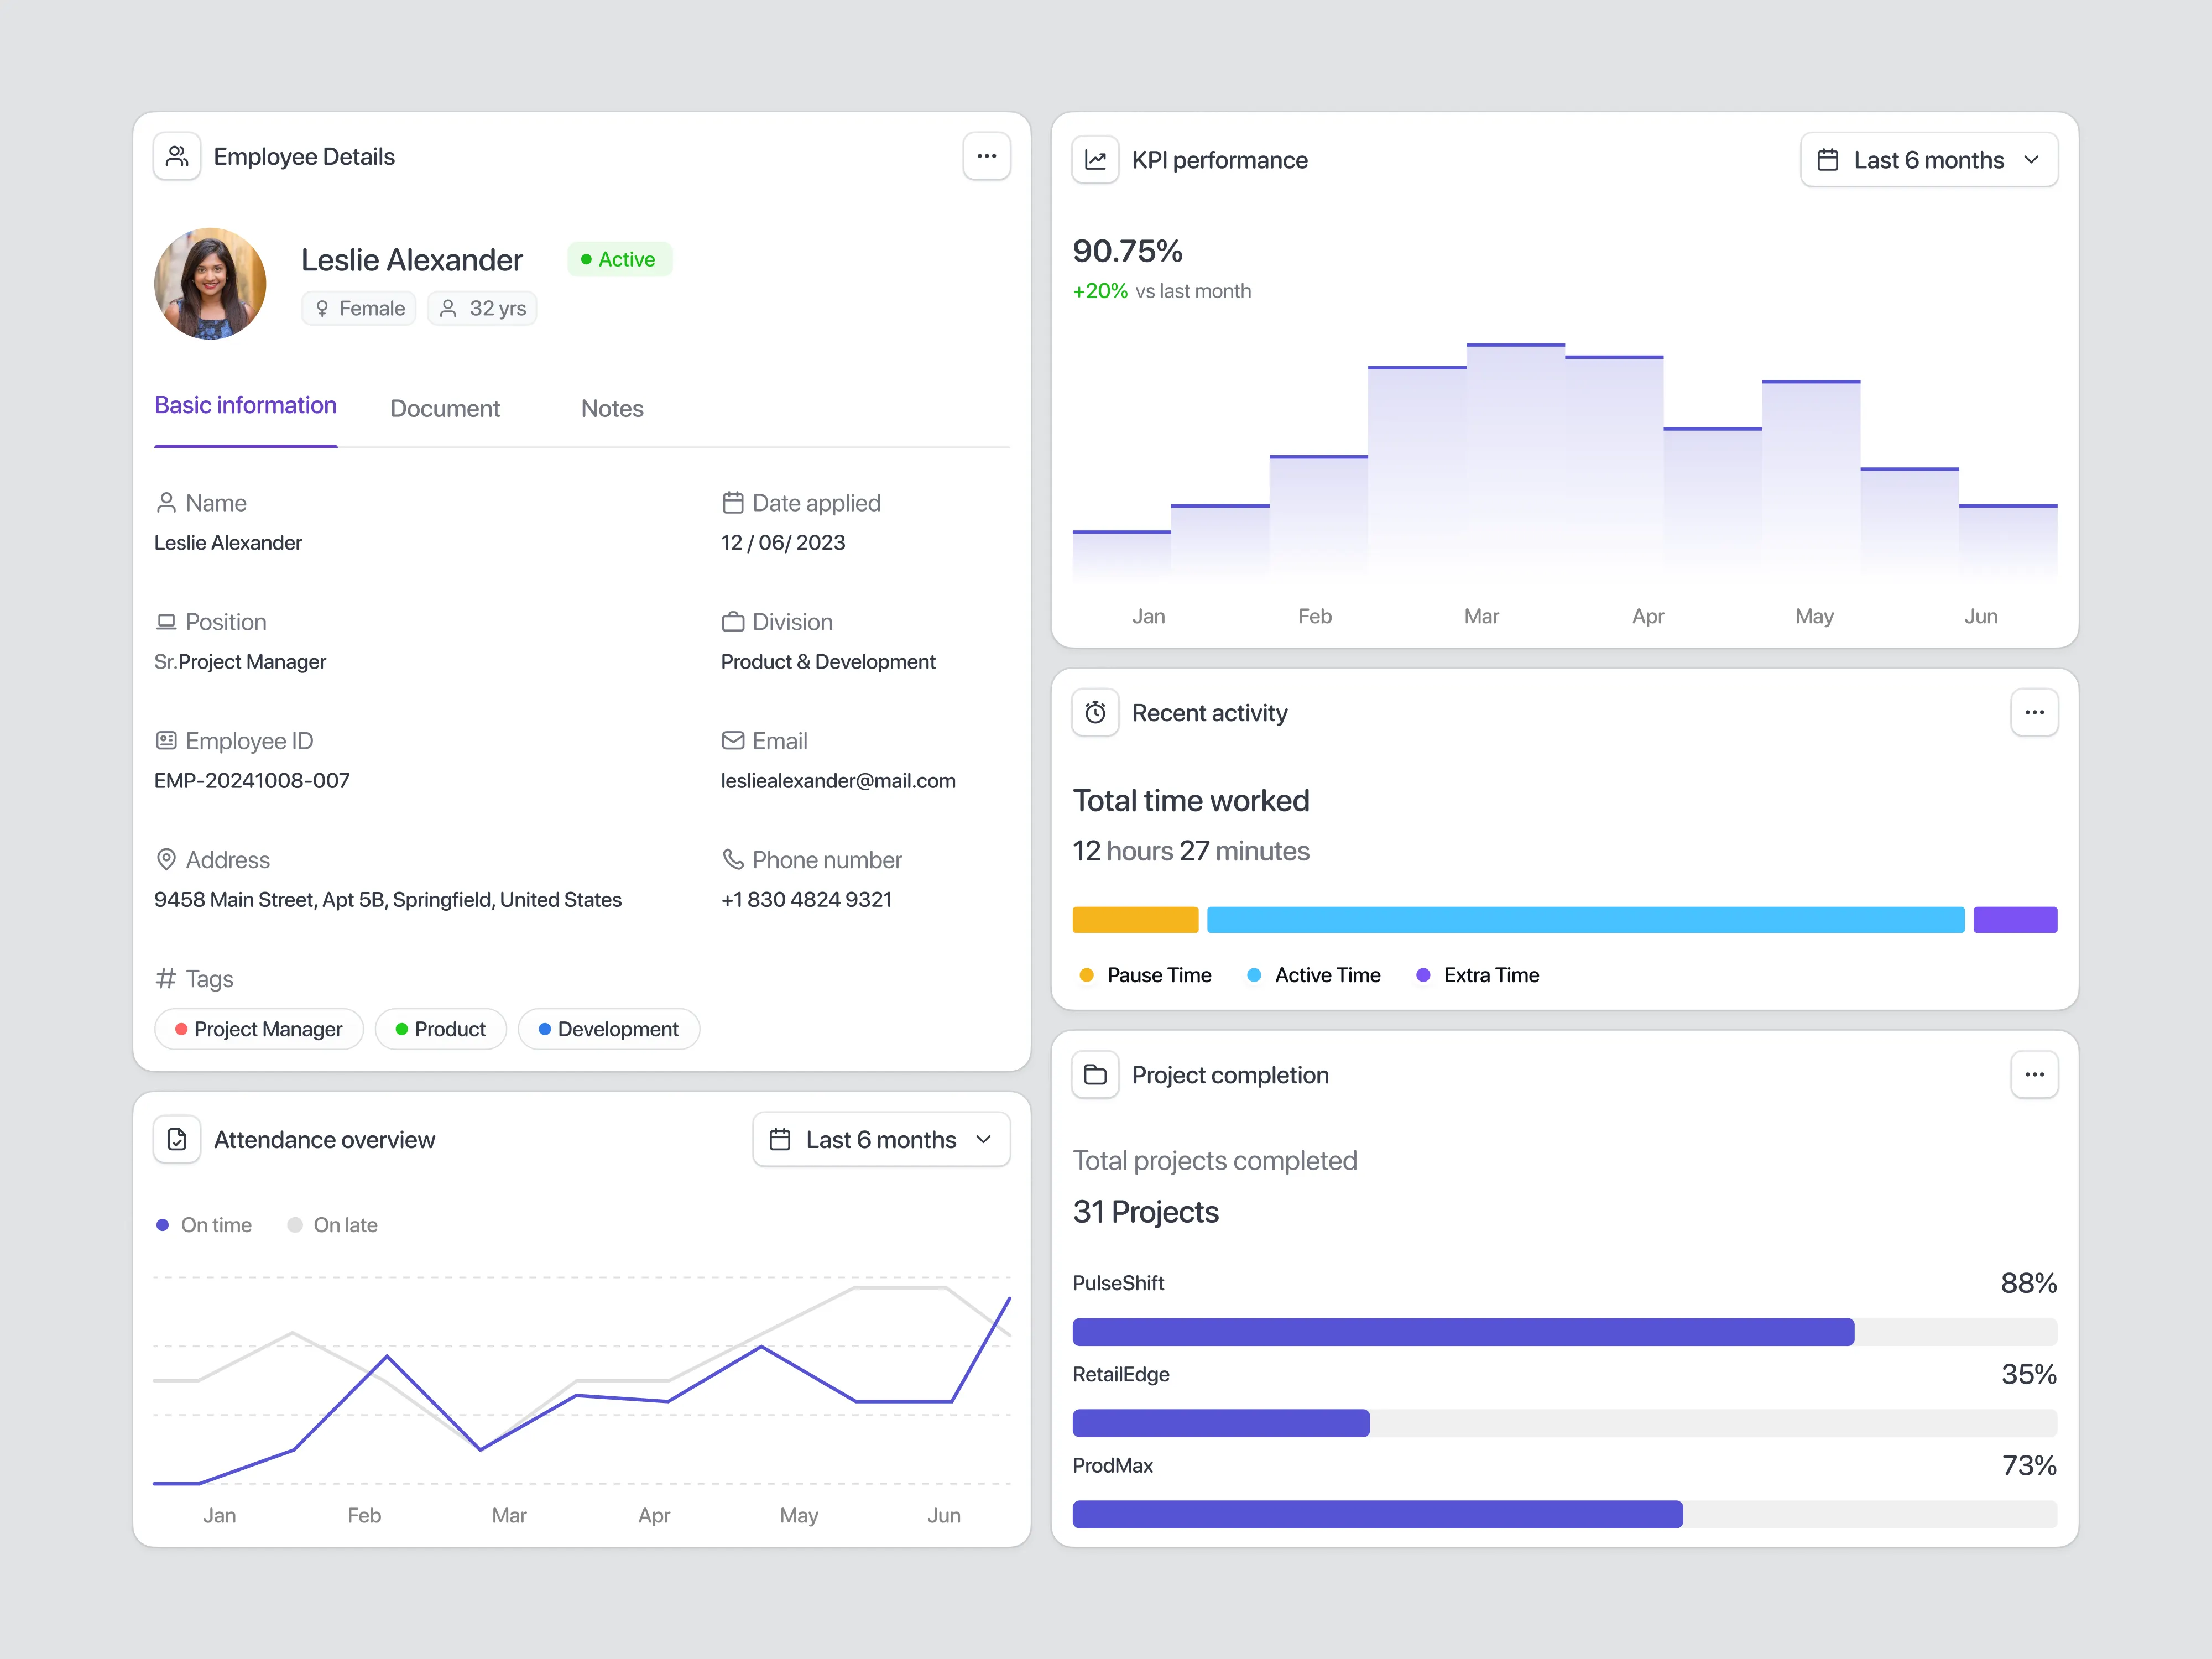 Employee Details
Leslie Alexander
Active
Female
32 yrs
Basic information
Document
Notes
Name
Leslie Alexander
Date applied
12 / 06/ 2023
Position
Sr.Project Manager
Division
Product & Development
Employee ID
EMP-20241008-007
Email
lesliealexander@mail.com
Address
9458 Main Street, Apt 5B, Springfield, United States
Phone number
+1 830 4824 9321
Tags
Project Manager
Product
Development
Attendance overview
Last 6 months
On time
On late
Jan
Feb
Mar
Apr
May
Jun
KPI performance
Last 6 months
90.75%
+20% vs last month
Jan
Feb
Mar
Apr
May
Jun
Recent activity
Total time worked
12 hours 27 minutes
Pause Time
Active Time
Extra Time
Project completion
Total projects completed
31 Projects
PulseShift
88%
RetailEdge
35%
ProdMax
73%